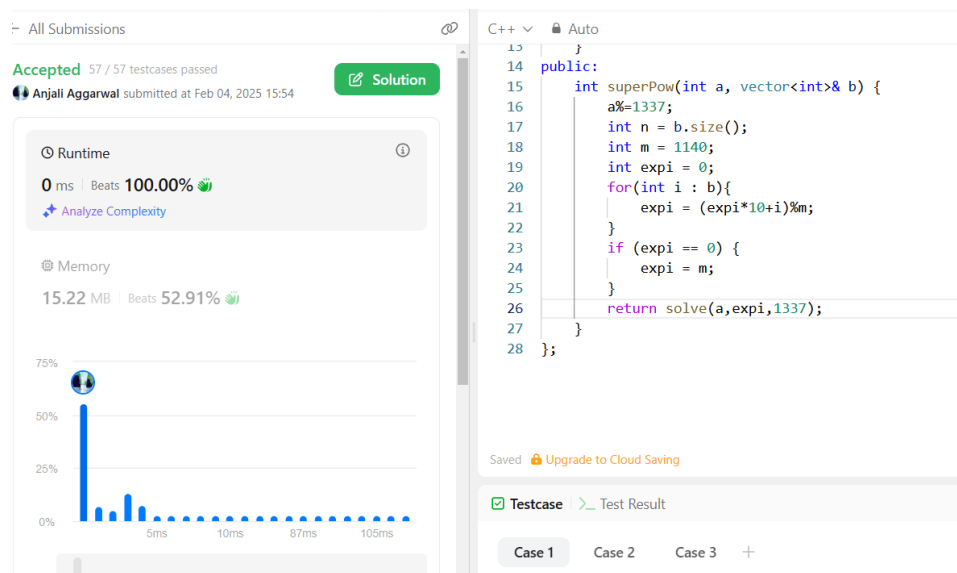 All Submissions
Accepted 57 / 57 testcases passed
Anjali Aggarwal submitted at Feb 04, 2025 15:54
Solution
Runtime
0 ms Beats 100.00%
Analyze Complexity
Memory
15.22 MB Beats 52.91%
75%
50%
25%
0%
5ms 10ms 87ms 105ms
C++ Auto
13 }
14 public:
15 int superPow(int a, vector<int>& b) {
16 a%=1337;
17 int n = b.size();
18 int m = 1140;
19 int expi = 0;
20 for(int i : b){
21 expi = (expi*10+i)%m;
22 }
23 if (expi == 0) {
24 expi = m;
25 }
26 return solve(a,expi,1337);
27 }
28 };
Saved Upgrade to Cloud Saving
Testcase >_ Test Result
Case 1 Case 2 Case 3 +